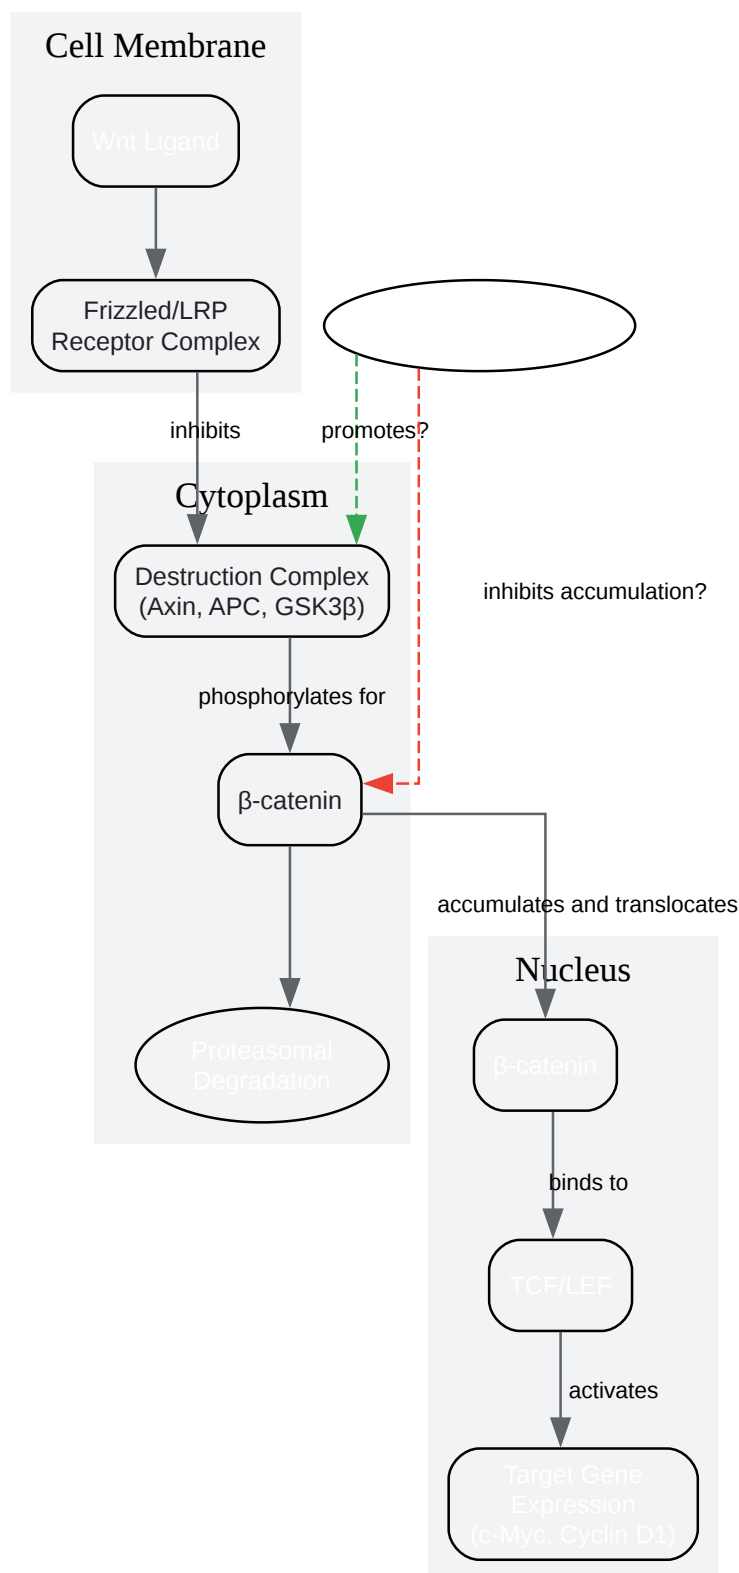 Cell Membrane
Wnt Ligand
Frizzled/LRP
Receptor Complex
inhibits
promotes?
Cytoplasm
Destruction Complex
(Axin, APC, GSK3β)
inhibits accumulation?
phosphorylates for
β-catenin
accumulates and translocates
Nucleus
Proteasomal
Degradation
β-catenin
binds to
TCF/LEF
activates
Target Gene
Expression
(c-Myc, Cyclin D1)